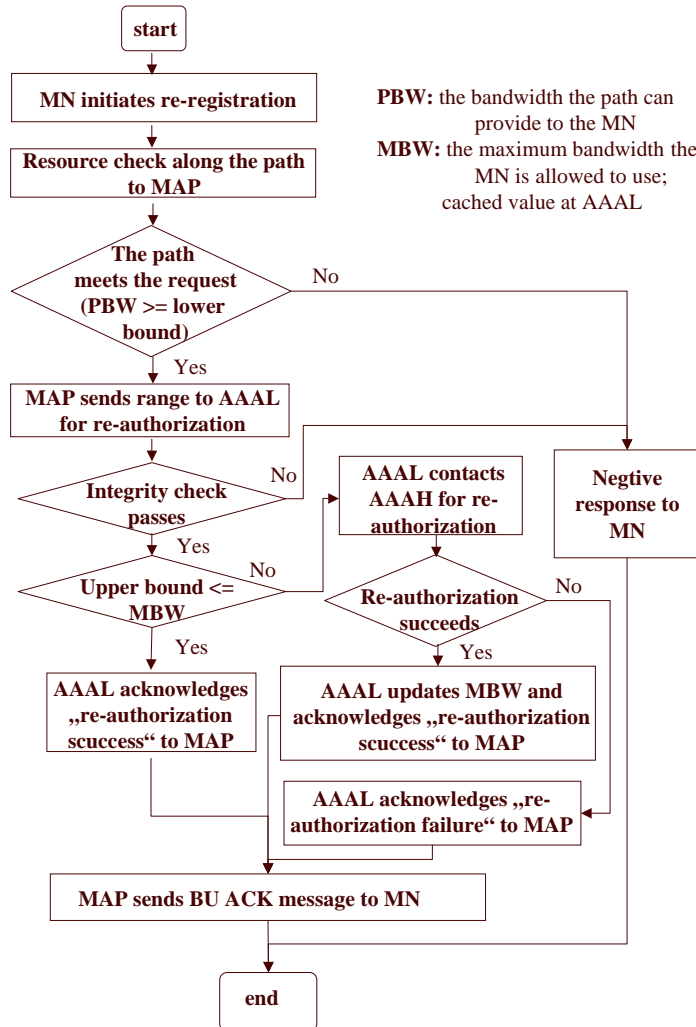 start
MN initiates re-registration
PBW: the bandwidth the path can
provide to the MN
MBW: the maximum bandwidth the
MN is allowed to use;
cached value at AAAL
Resource check along the path
to MAP
The path
meets the request
(PBW >= lower
bound)
No
Yes
MAP sends range to AAAL
for re-authorization
Integrity check
passes
No
Yes
AAAL contacts
AAAH for re-
authorization
Negtive
response to
MN
Upper bound <=
MBW
No
Yes
Re-authorization
succeeds
No
Yes
AAAL acknowledges
„re-authorization
scuccess“ to MAP
AAAL updates MBW and
acknowledges „re-authorization
scuccess“ to MAP
AAAL acknowledges „re-
authorization failure“ to MAP
MAP sends BU ACK message to MN
end